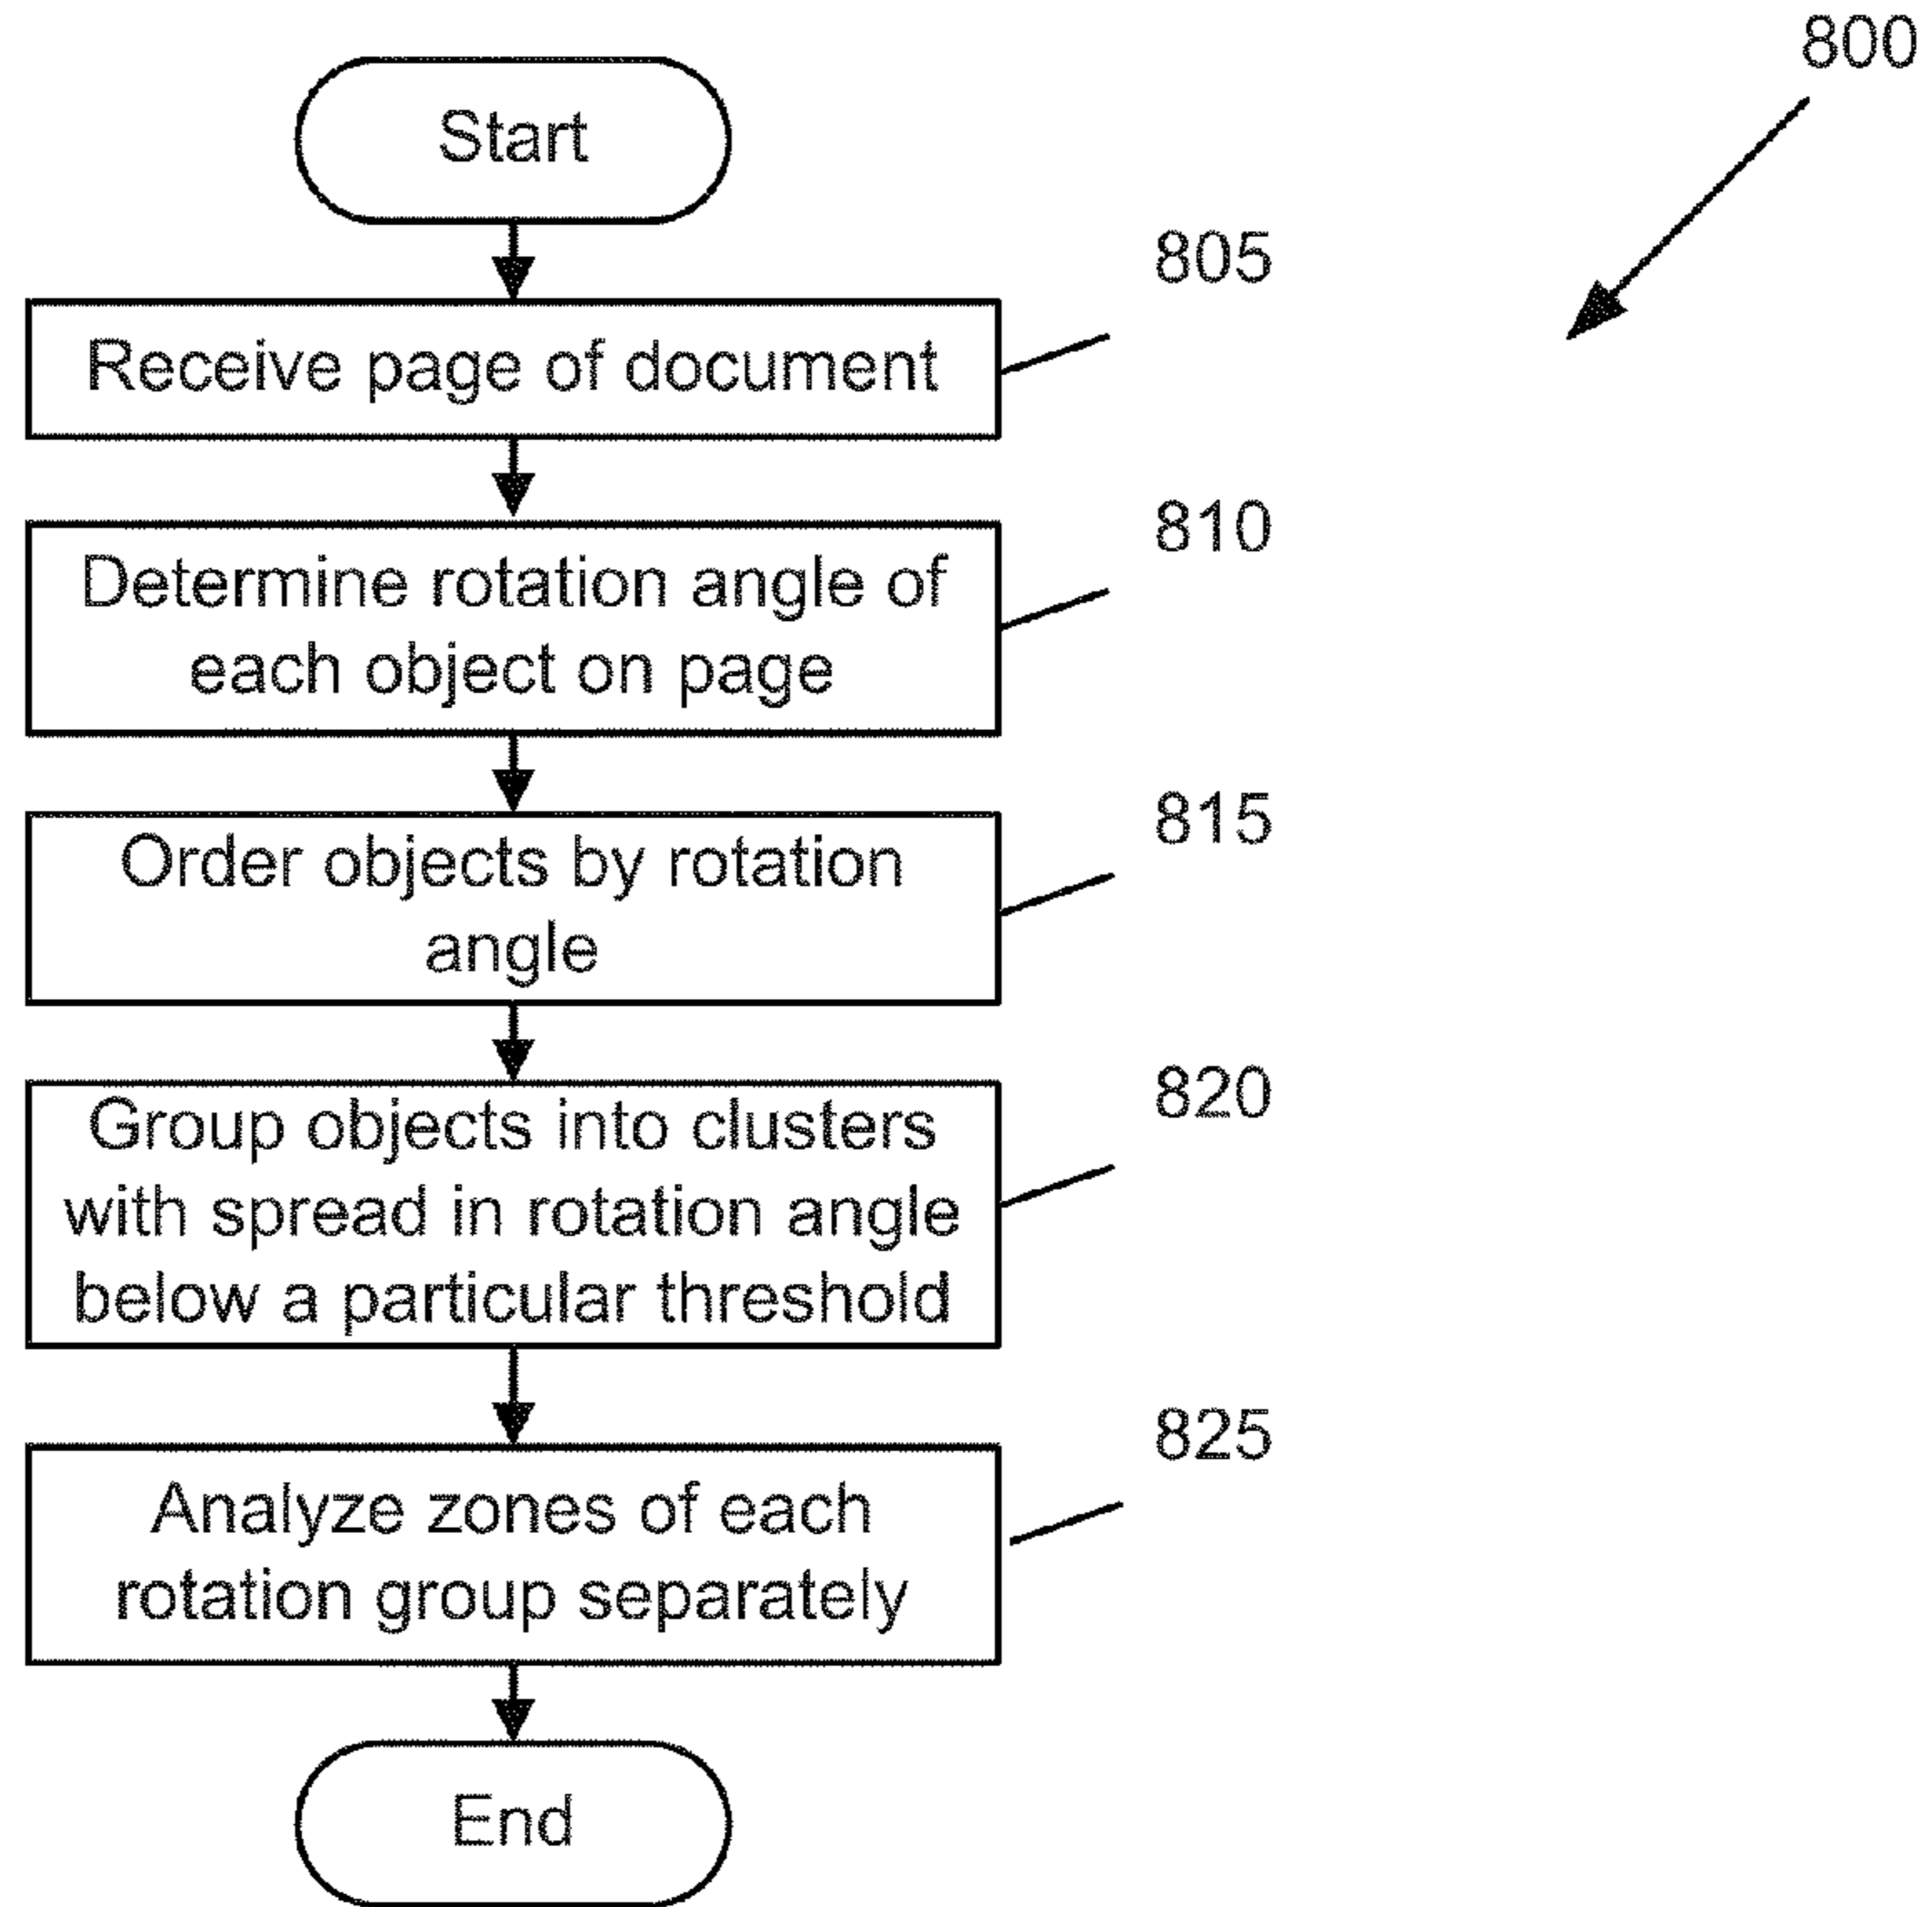 800
Start
805
Receive page of document
810
Determine rotation angle of
each object on page
815
Order objects by rotation
angle
820
Group objects into clusters
with spread in rotation angle
below a particular threshold
825
Analyze zones of each
rotation group separately
End